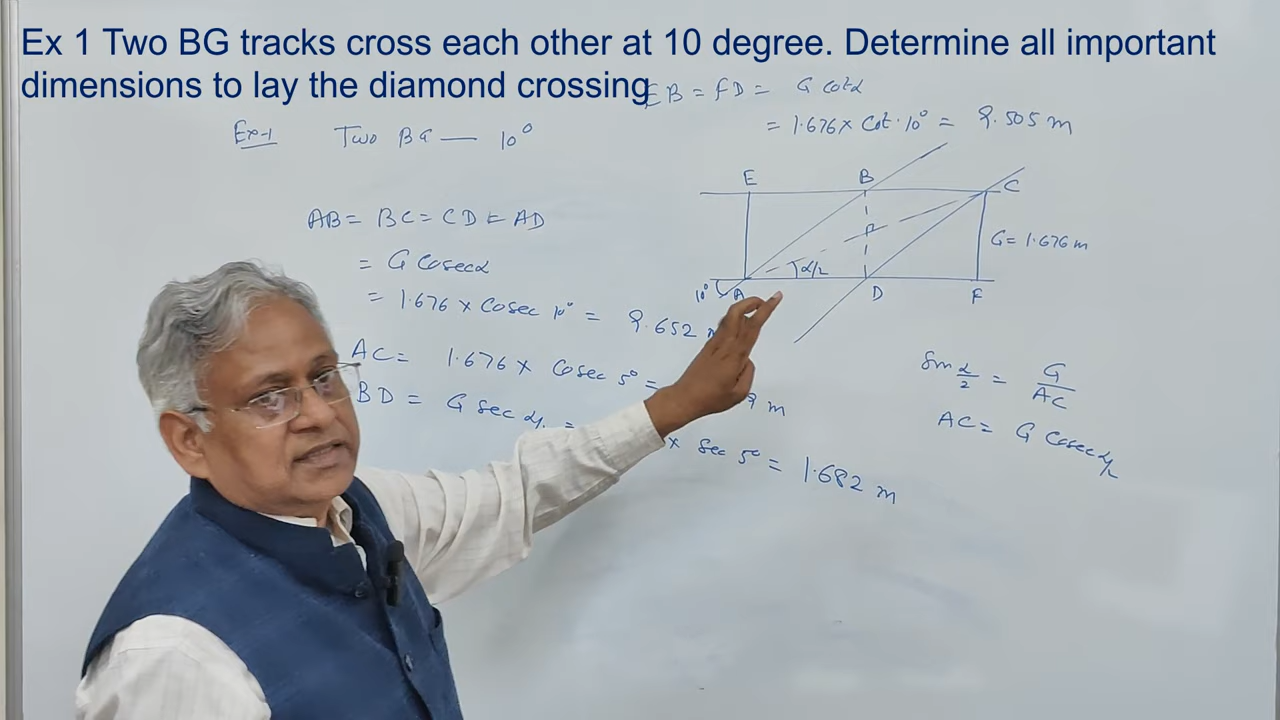 Ex 1 Two BG tracks cross each other at 10 degree. Determine all important
dimensions to lay the diamond crossing
EB = FD = G cotα
= 1.676 × Cot 10° = 9.505 m
Ex-1 Two BG — 10°
AB = BC = CD = AD
= G Cosecα
= 1.676 × Cosec 10° = 9.652 m
AC = 1.676 × Cosec 5° = 9 m
BD = G Sec α/2 = × Sec 5° = 1.682 m
E B C
G = 1.676 m
α/2
10° A D F
Sin α/2 = G/AC
AC = G Cosec α/2